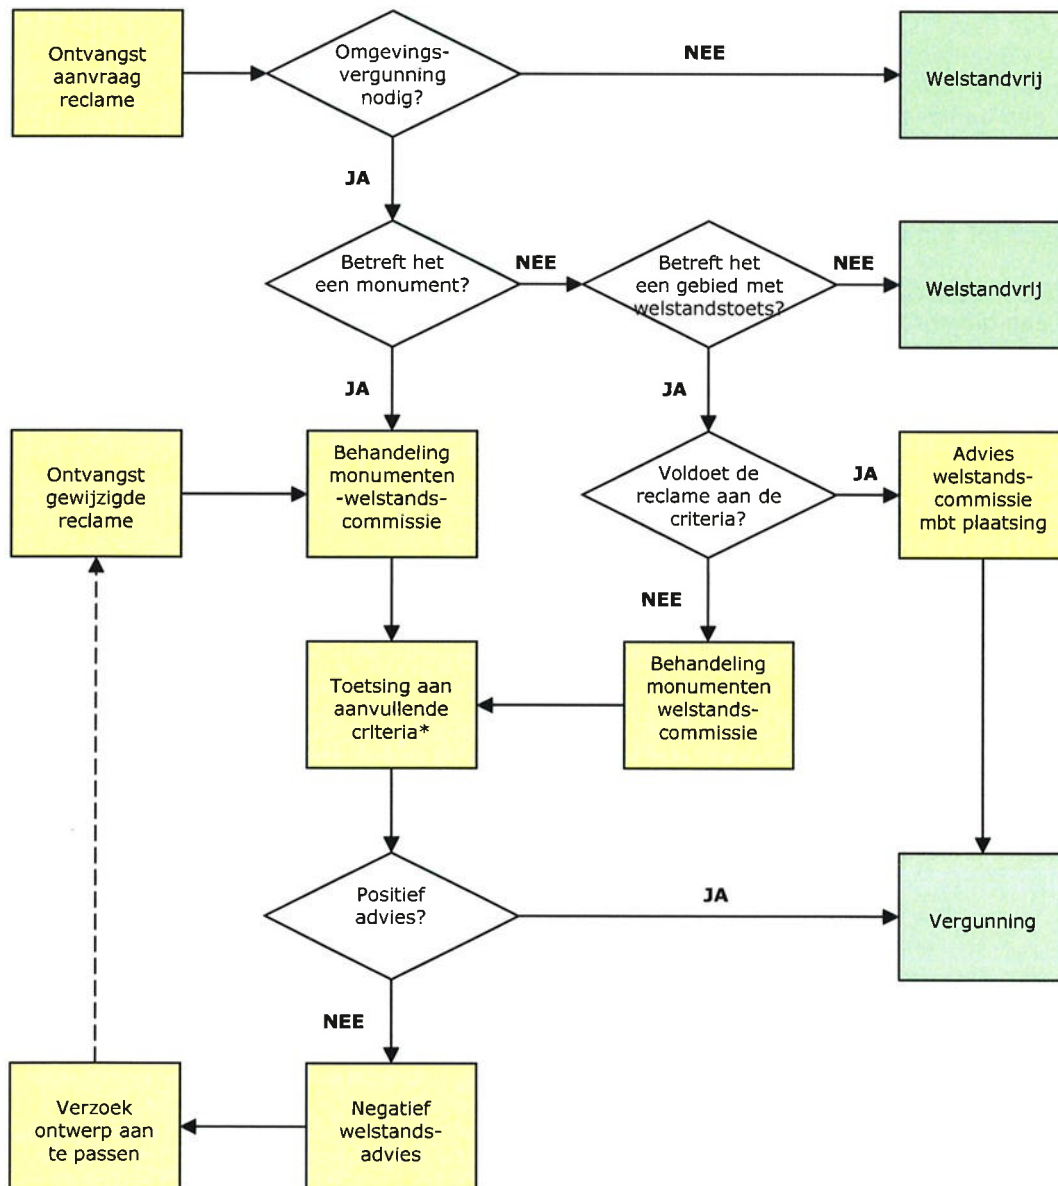 Ontvangst
aanvraag
reclame
Omgevings-
vergunning
nodig?
NEE
Welstandvrij
JA
Betreft het
een monument?
NEE
Betreft het
een gebied met
welstandstoets?
NEE
Welstandvrij
JA
JA
Ontvangst
gewijzigde
reclame
Behandeling
monumenten
-welstands-
commissie
Voldoet de
reclame aan de
criteria?
JA
Advies
welstands-
commissie
mbt plaatsing
NEE
Toetsing aan
aanvullende
criteria*
Behandeling
monumenten
welstands-
commissie
Positief
advies?
JA
Vergunning
NEE
Verzoek
ontwerp aan
te passen
Negatief
welstands-
advies